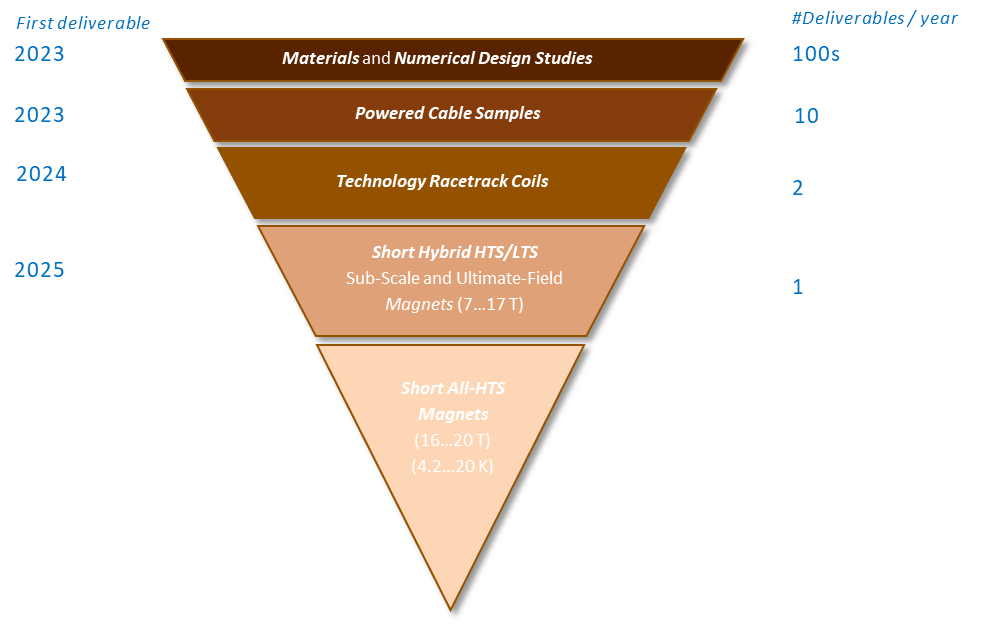 First deliverable
#Deliverables / year
2023
Materials and Numerical Design Studies
100s
2023
Powered Cable Samples
10
2024
Technology Racetrack Coils
2
2025
Short Hybrid HTS/LTS
Sub-Scale and Ultimate-Field
Magnets (7...17 T)
1
Short All-HTS
Magnets
(16...20 T)
(4.2...20 K)